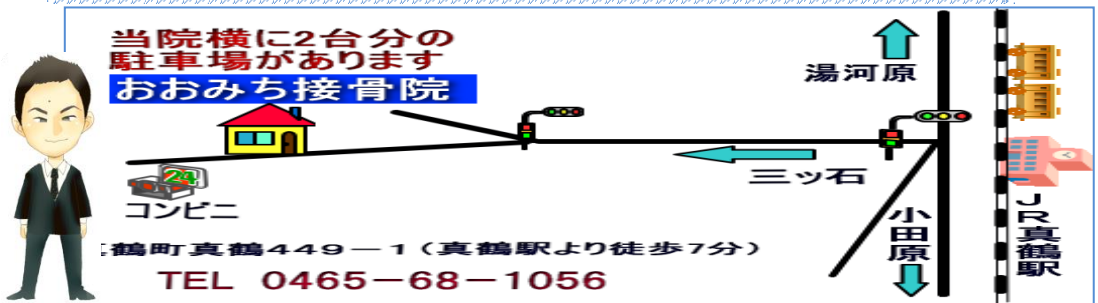 当院横に2台分の
駐車場があります
おおみち接骨院
湯河原
三ッ石
24
コンビニ
小田原
JR真鶴駅
鶴町真鶴449－1（真鶴駅より徒歩7分）
TEL 0465－68－1056